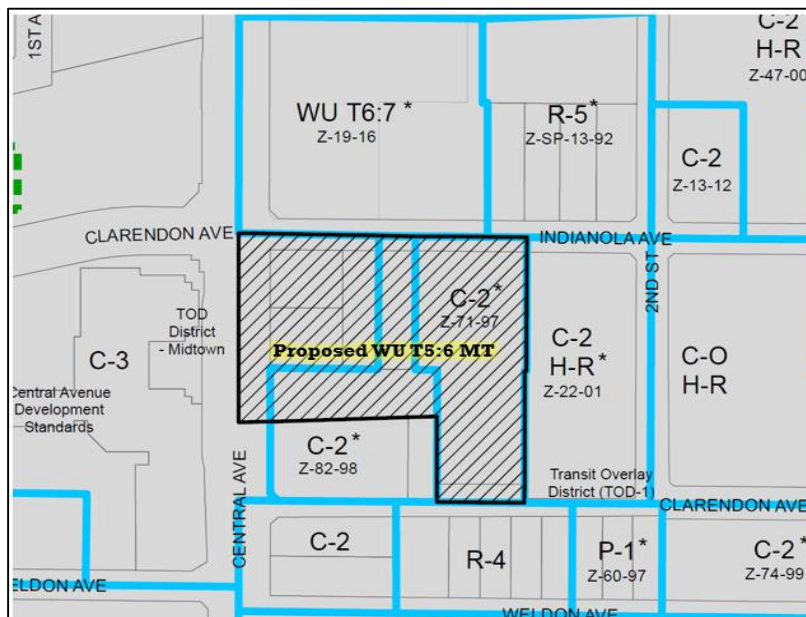 1ST A
C-2
H-R
Z-47-00
WU T6:7 *
Z-19-16
R-5*
Z-SP-13-92
C-2
Z-13-12
CLARENDON AVE
INDIANOLA AVE
2ND ST
TOD
District
- Midtown
C-2*
Z-71-97
Proposed WU T5:6 MT
C-3
C-2
H-R*
Z-22-01
C-O
H-R
Central Avenue
Development
Standards
C-2*
Z-82-98
CENTRAL AVE
Transit Overlay
District (TOD-1)
CLARENDON AVE
C-2
R-4
P-1*
Z-60-97
C-2*
Z-74-99
ELDON AVE
WELDON AVE